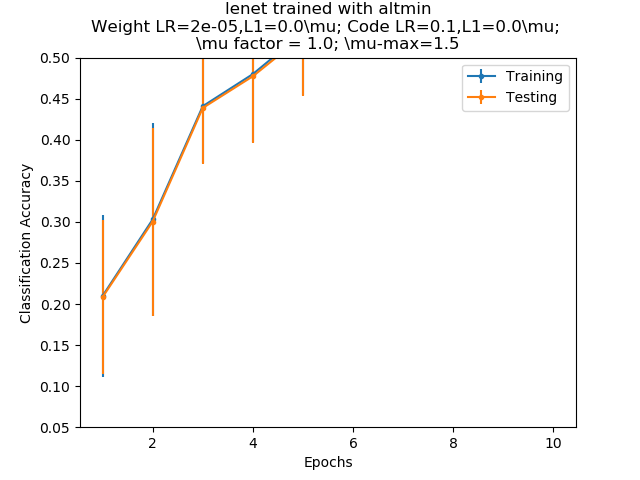 lenet trained with altmin
Weight LR=2e-05,L1=0.0\mu; Code LR=0.1,L1=0.0\mu;
\mu factor = 1.0; \mu-max=1.5
0.50
0.45
0.40
0.35
0.30
0.25
0.20
0.15
0.10
0.05
Classification Accuracy
Training
Testing
2 4 6 8 10
Epochs